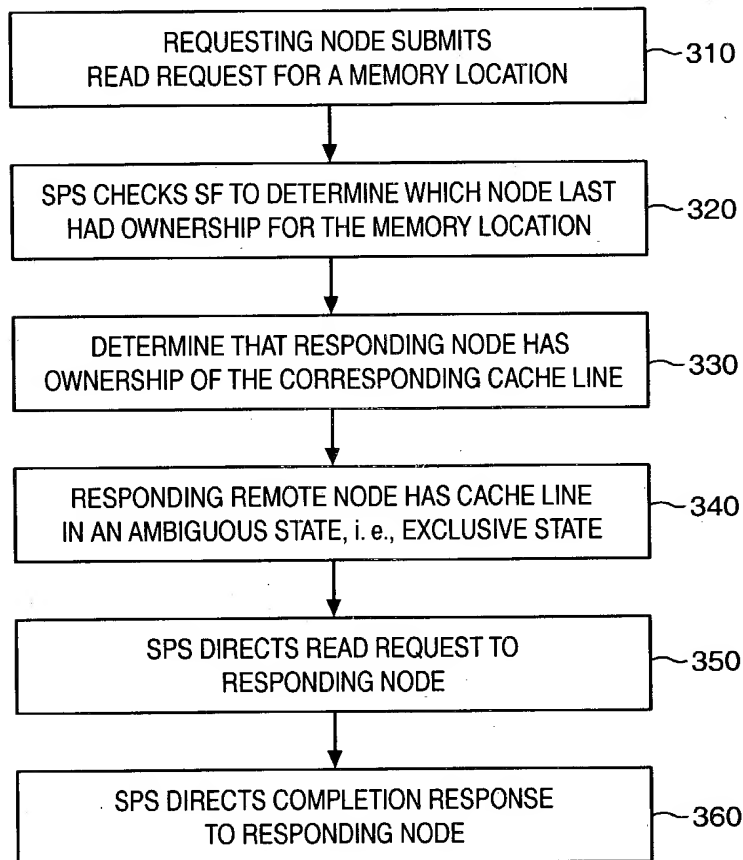 REQUESTING NODE SUBMITS
READ REQUEST FOR A MEMORY LOCATION
310
SPS CHECKS SF TO DETERMINE WHICH NODE LAST
HAD OWNERSHIP FOR THE MEMORY LOCATION
320
DETERMINE THAT RESPONDING NODE HAS
OWNERSHIP OF THE CORRESPONDING CACHE LINE
330
RESPONDING REMOTE NODE HAS CACHE LINE
IN AN AMBIGUOUS STATE, i. e., EXCLUSIVE STATE
340
SPS DIRECTS READ REQUEST TO
RESPONDING NODE
350
SPS DIRECTS COMPLETION RESPONSE
TO RESPONDING NODE
360